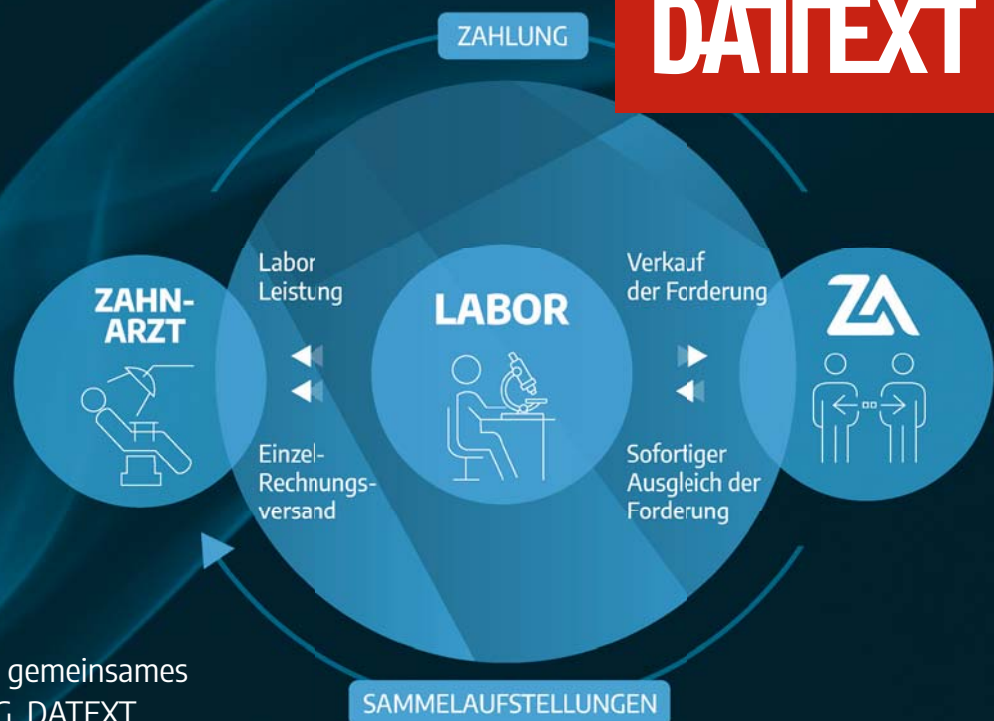 ZAHLUNG
DATEXT
Labor
Leistung
Verkauf
der Forderung
ZAHN-
ARZT
LABOR
ZA
Einzel-
Rechnungs-
versand
Sofortiger
Ausgleich der
Forderung
gemeinsames
G, DATEXT
SAMMELAUFSTELLUNGEN